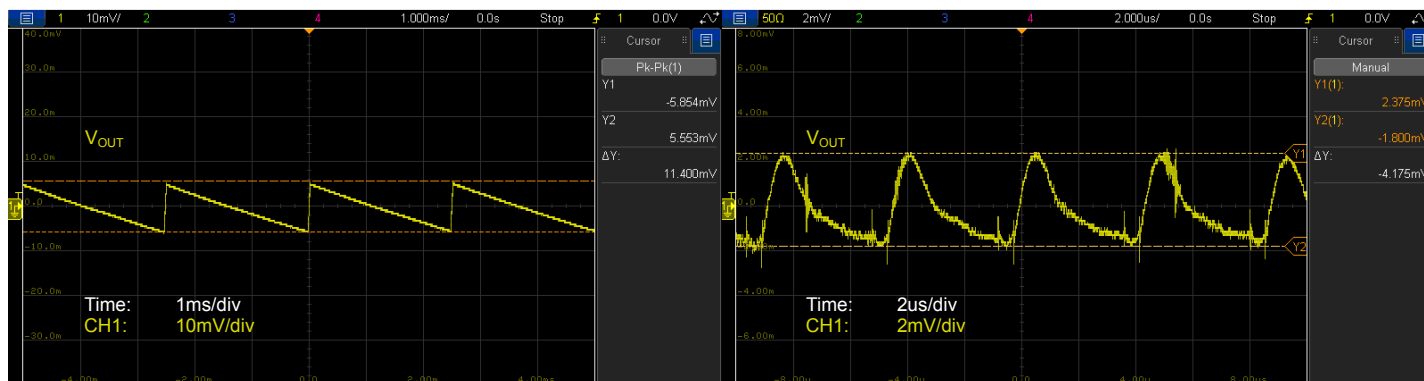 1 10mV/ 2 3 4 1.000ms/ 0.0s Stop 1 0.0V
40.0mV
30.0m
20.0m
10.0m
0.0
-10.0m
-20.0m
-30.0m
-4.00m -2.00m 0.0 2.00m 4.00m
VOUT
Time: 1ms/div
CH1: 10mV/div
Cursor
Pk-Pk(1)
Y1
-5.854mV
Y2
5.553mV
ΔY:
11.400mV
1 50Ω 2mV/ 2 3 4 2.000us/ 0.0s Stop 1 0.0V
8.00mV
6.00m
4.00m
2.00m
0.0
-4.00m
-6.00m
-8.00u -4.00u 0.0 4.00u 8.00us
VOUT
Y1
Y2
Time: 2us/div
CH1: 2mV/div
Cursor
Manual
Y1(1):
2.375mV
Y2(1):
-1.800mV
ΔY:
-4.175mV